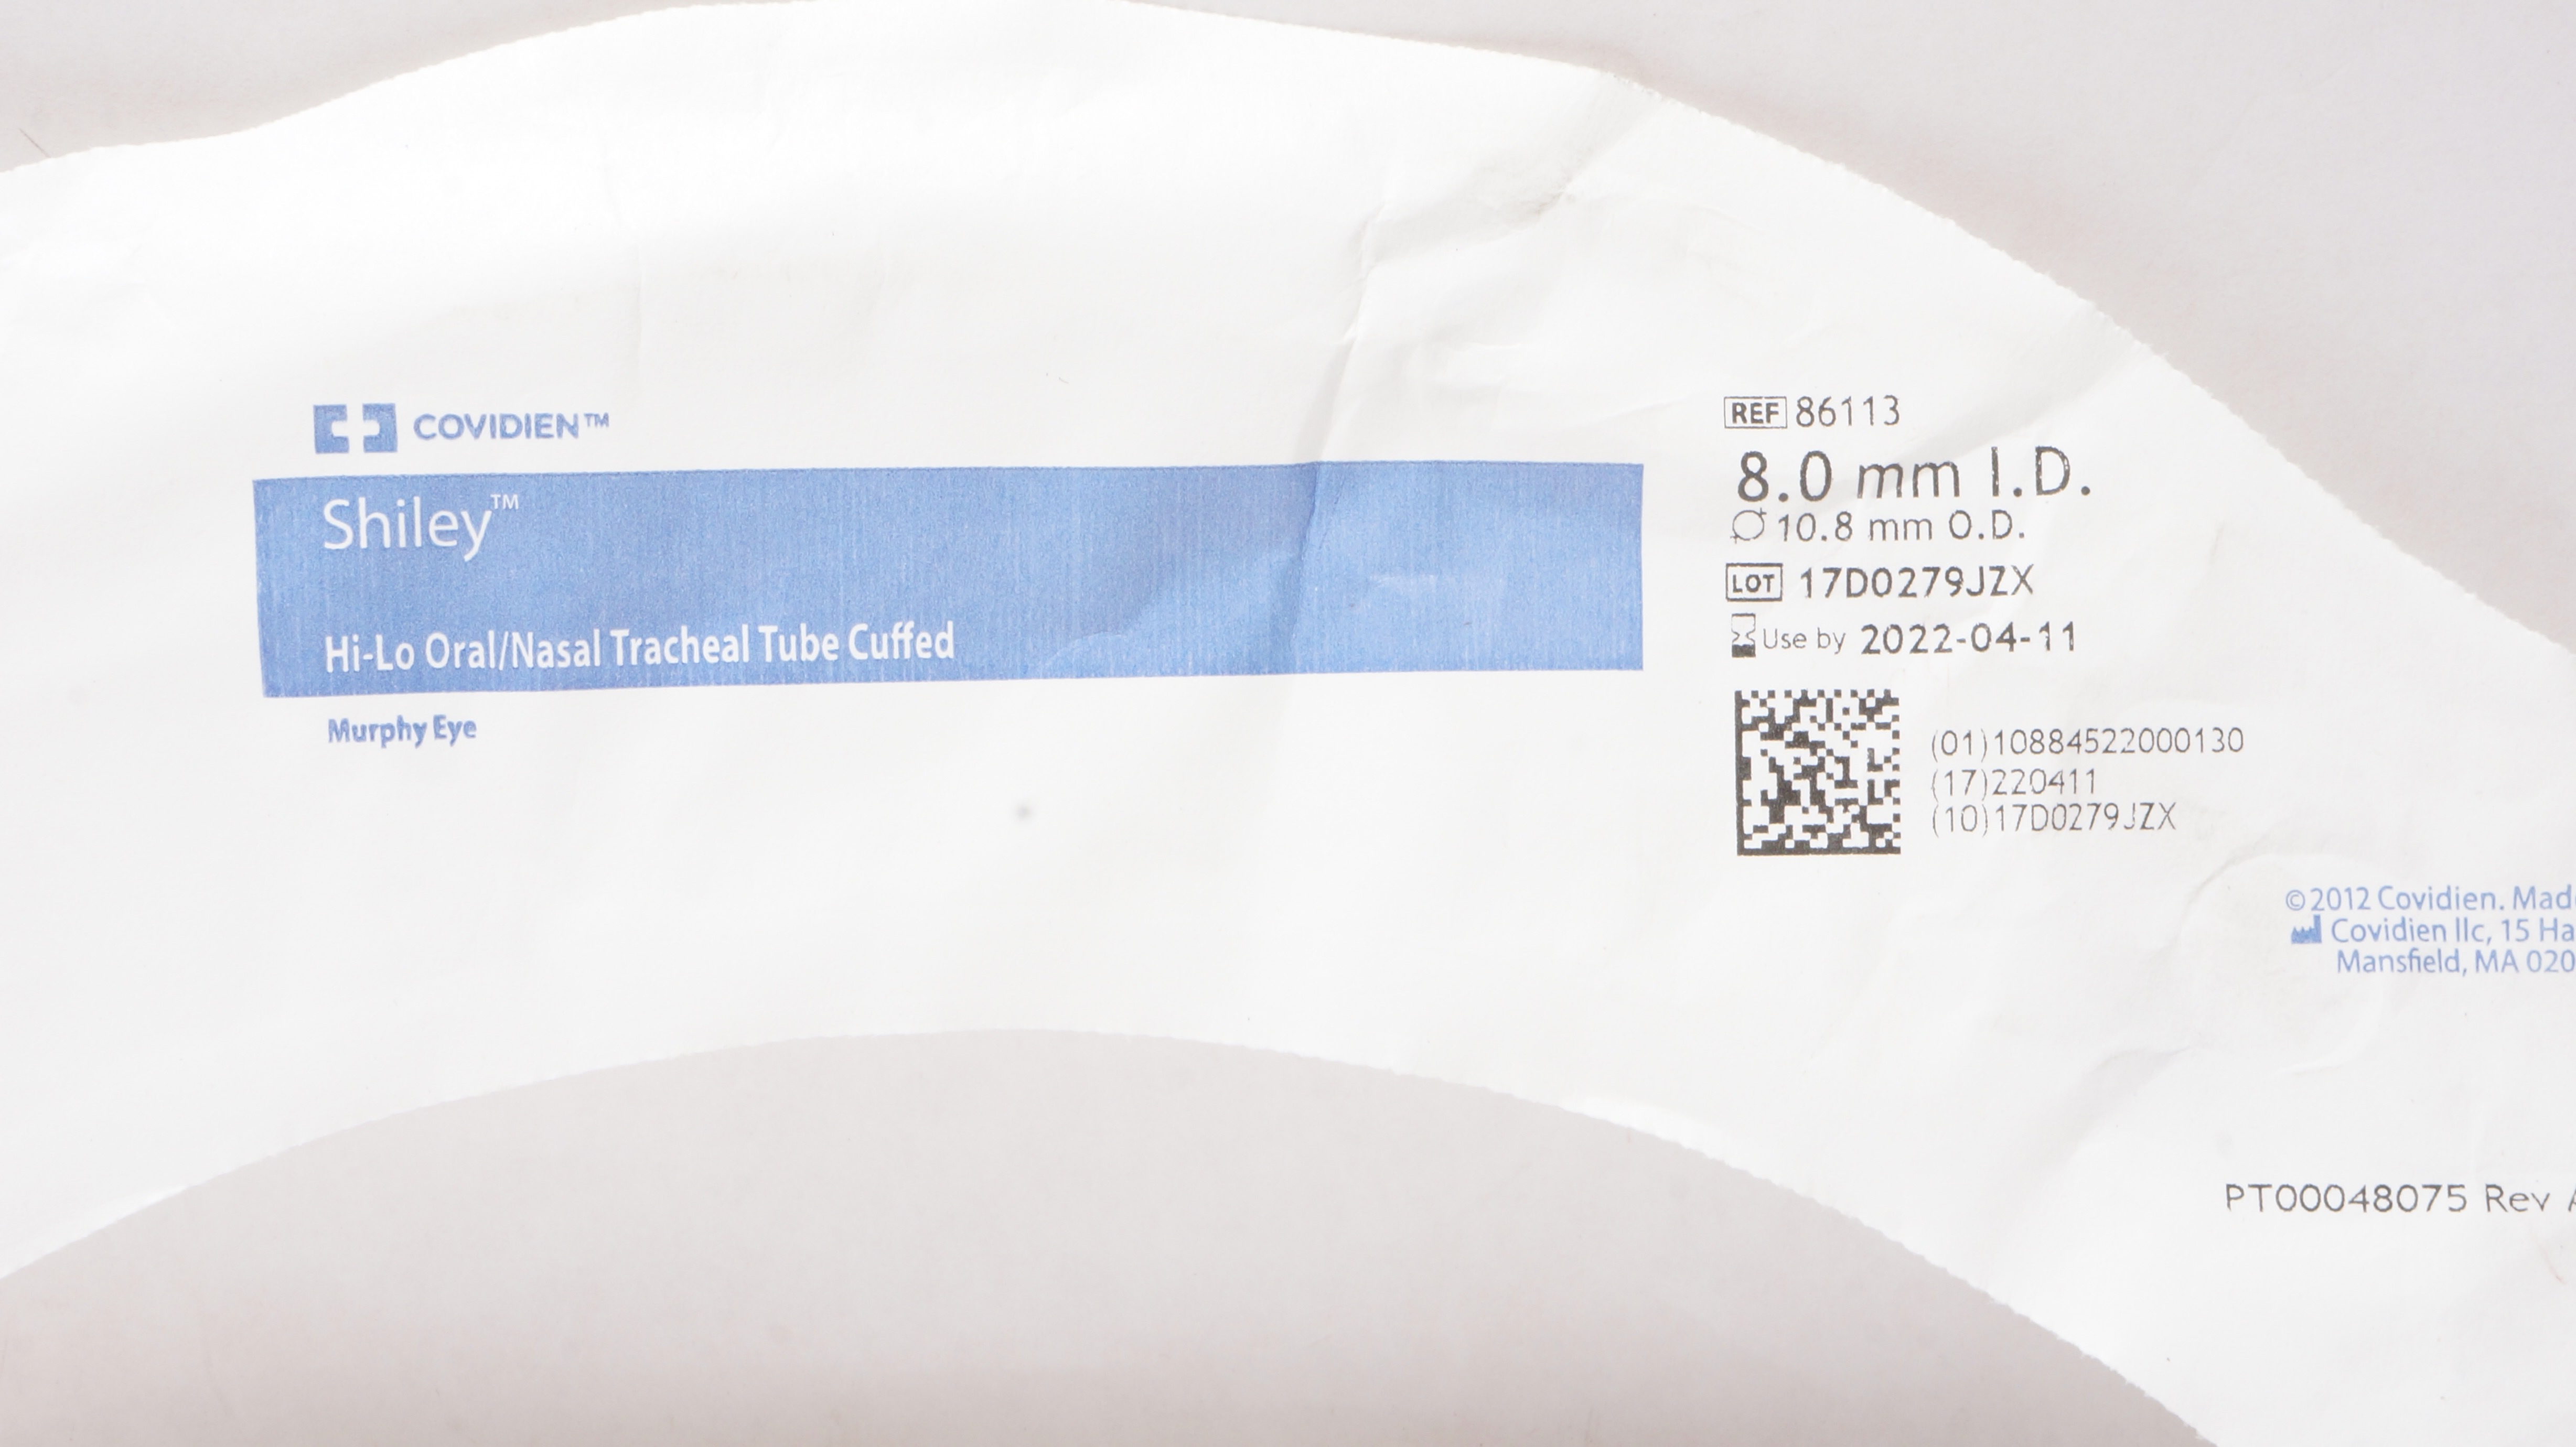 COVIDIEN™
Shiley™
Hi-Lo Oral/Nasal Tracheal Tube Cuffed
Murphy Eye
REF 86113
8.0 mm I.D.
10.8 mm O.D.
LOT 17D0279JZX
Use by 2022-04-11
(01)10884522000130
(17)220411
(10)17D0279JZX
©2012 Covidien. Mad
Covidien llc, 15 Ha
Mansfield, MA 020
PT00048075 Rev